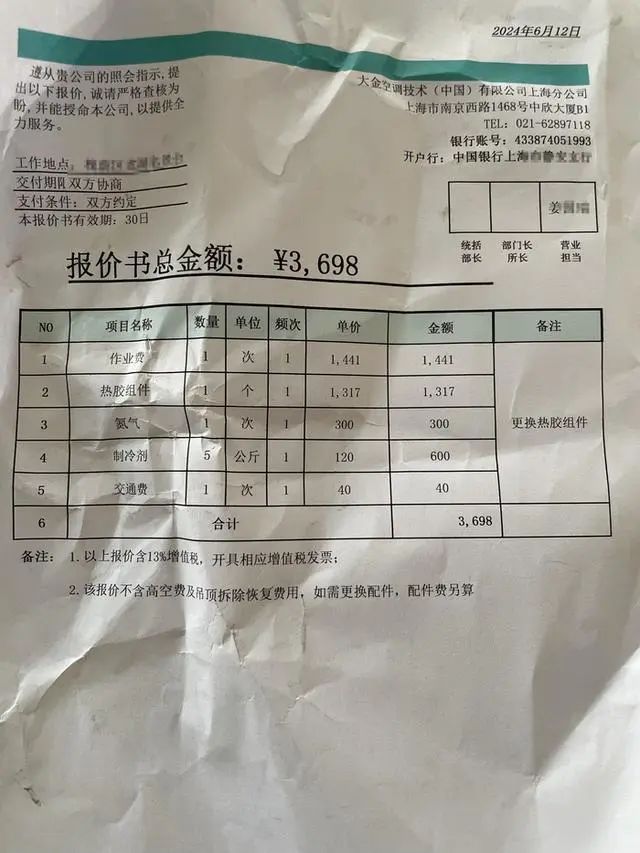 2024年6月12日
遵从贵公司的照会指示,提
出以下报价,诚请严格查核为
盼,并能授命本公司,以提供全
力服务。
大金空调技术（中国）有限公司上海分公司
上海市南京西路1468号中欣大厦B1
TEL: 021-62897118
银行账号: 433874051993
开户行: 中国银行上海
工作地点:
交付期限 双方协商
支付条件: 双方约定
本报价书有效期: 30日
姜
统括 部门长 营业
部长 所长 担当
报价书总金额: ¥3,698
NO 项目名称 数量 单位 频次 单价 金额 备注
1 作业费 1 次 1 1,441 1,441
2 热胶组件 1 个 1 1,317 1,317
3 氮气 1 次 1 300 300 更换热胶组件
4 制冷剂 5 公斤 1 120 600
5 交通费 1 次 1 40 40
6 合计 3,698
备注: 1. 以上报价含13%增值税, 开具相应增值税发票;
2. 该报价不含高空费及吊顶拆除恢复费用, 如需更换配件, 配件费另算